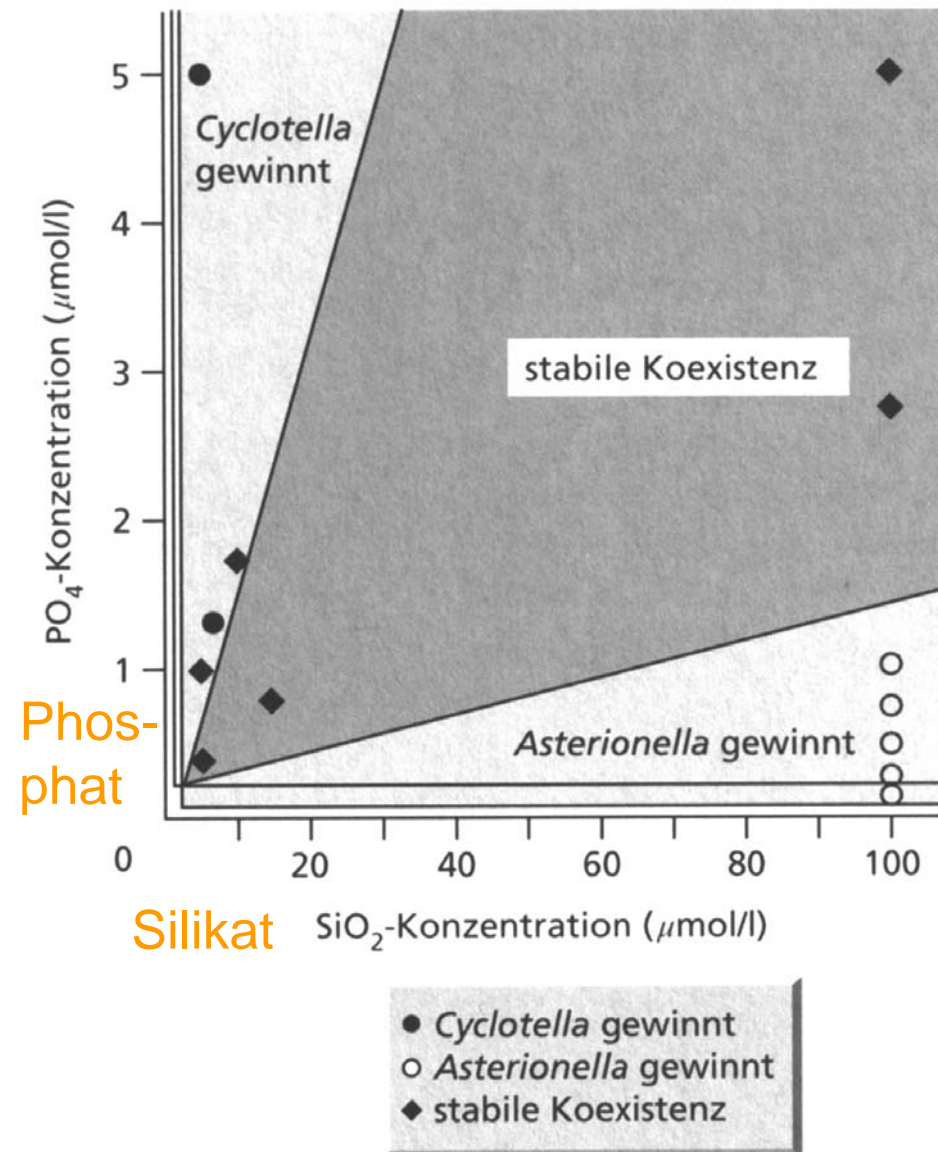 5
4
3
2
1
0
PO4-Konzentration (μmol/l)
Cyclotella
gewinnt
stabile Koexistenz
Asterionella gewinnt
Phos-
phat
20
40
60
80
100
Silikat
SiO2-Konzentration (μmol/l)
Cyclotella gewinnt
Asterionella gewinnt
stabile Koexistenz